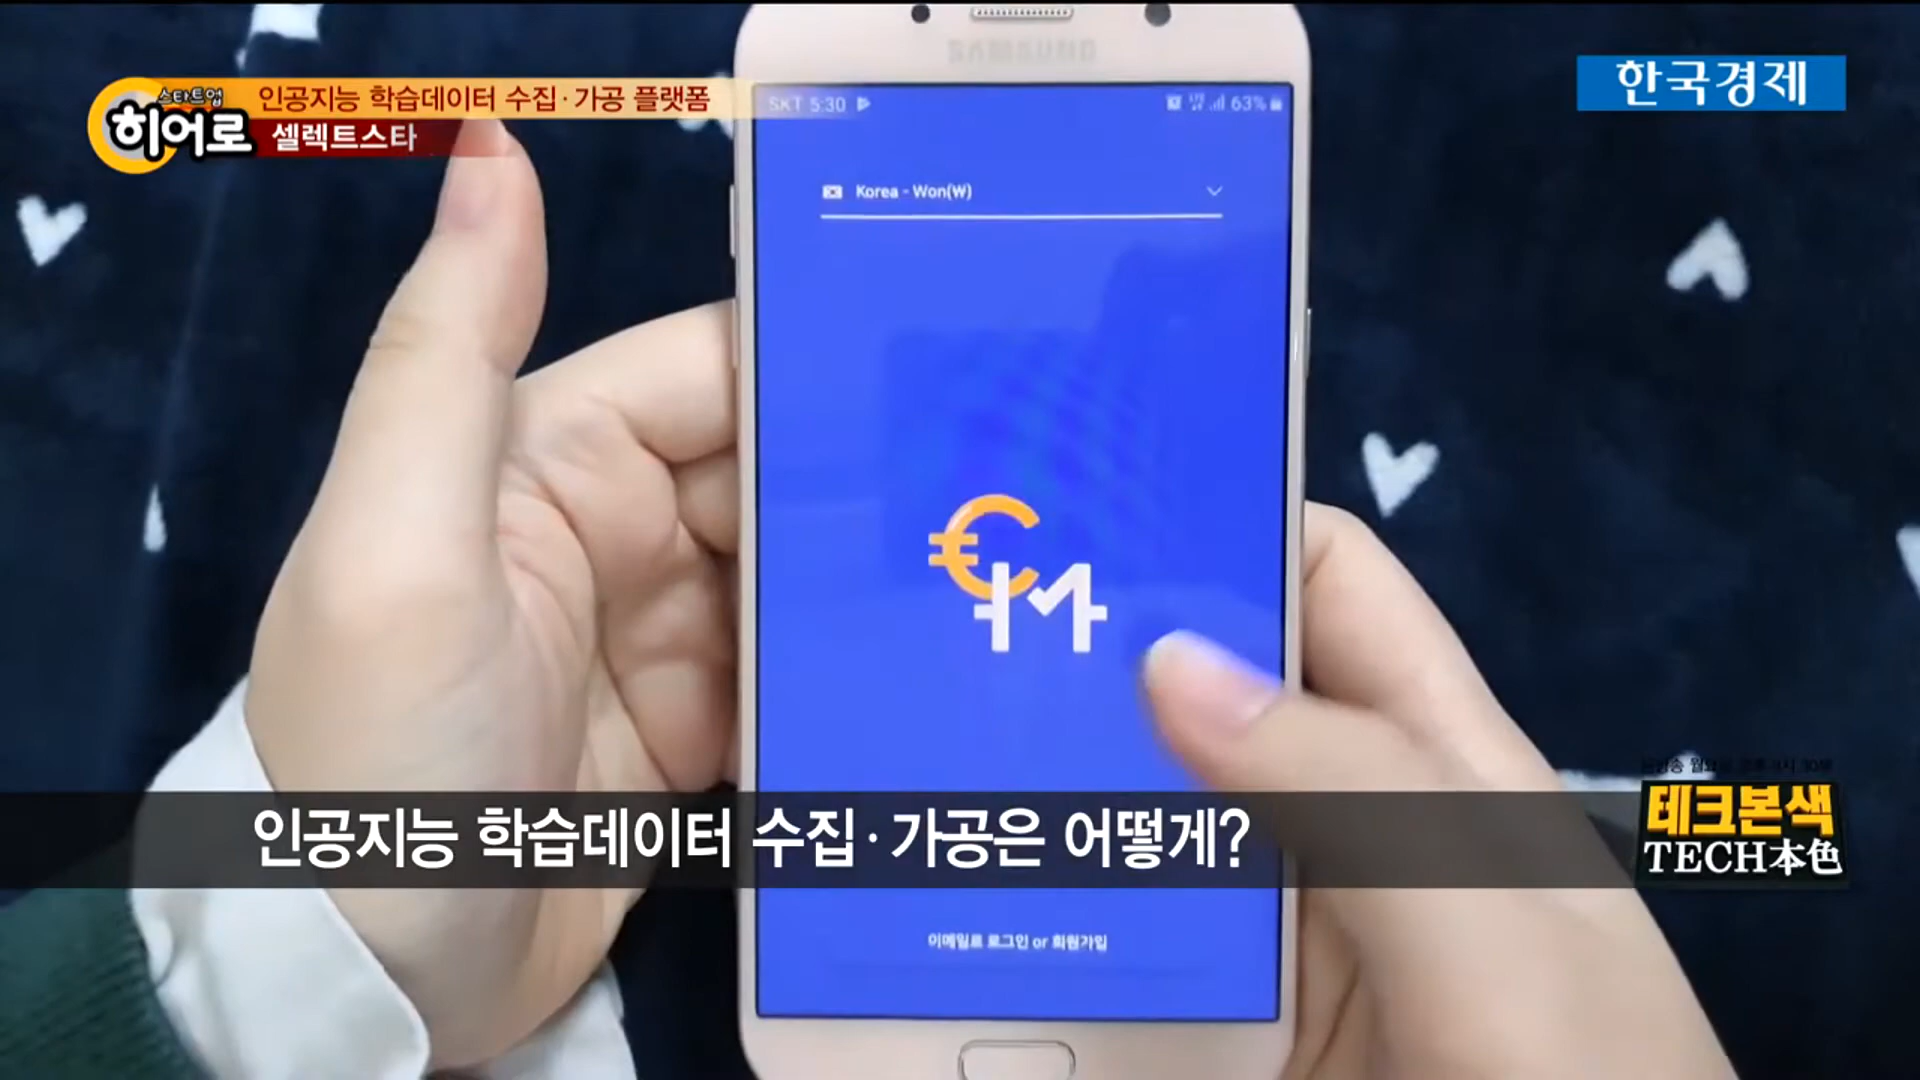 스타트업
히어로
인공지능 학습데이터 수집·가공 플랫폼
셀렉트스타
한국경제
SAMSUNG
SKT 5:30
63%
Korea - Won(₩)
인공지능 학습데이터 수집·가공은 어떻게?
테크본색
TECH本色
이메일로 로그인 or 회원가입